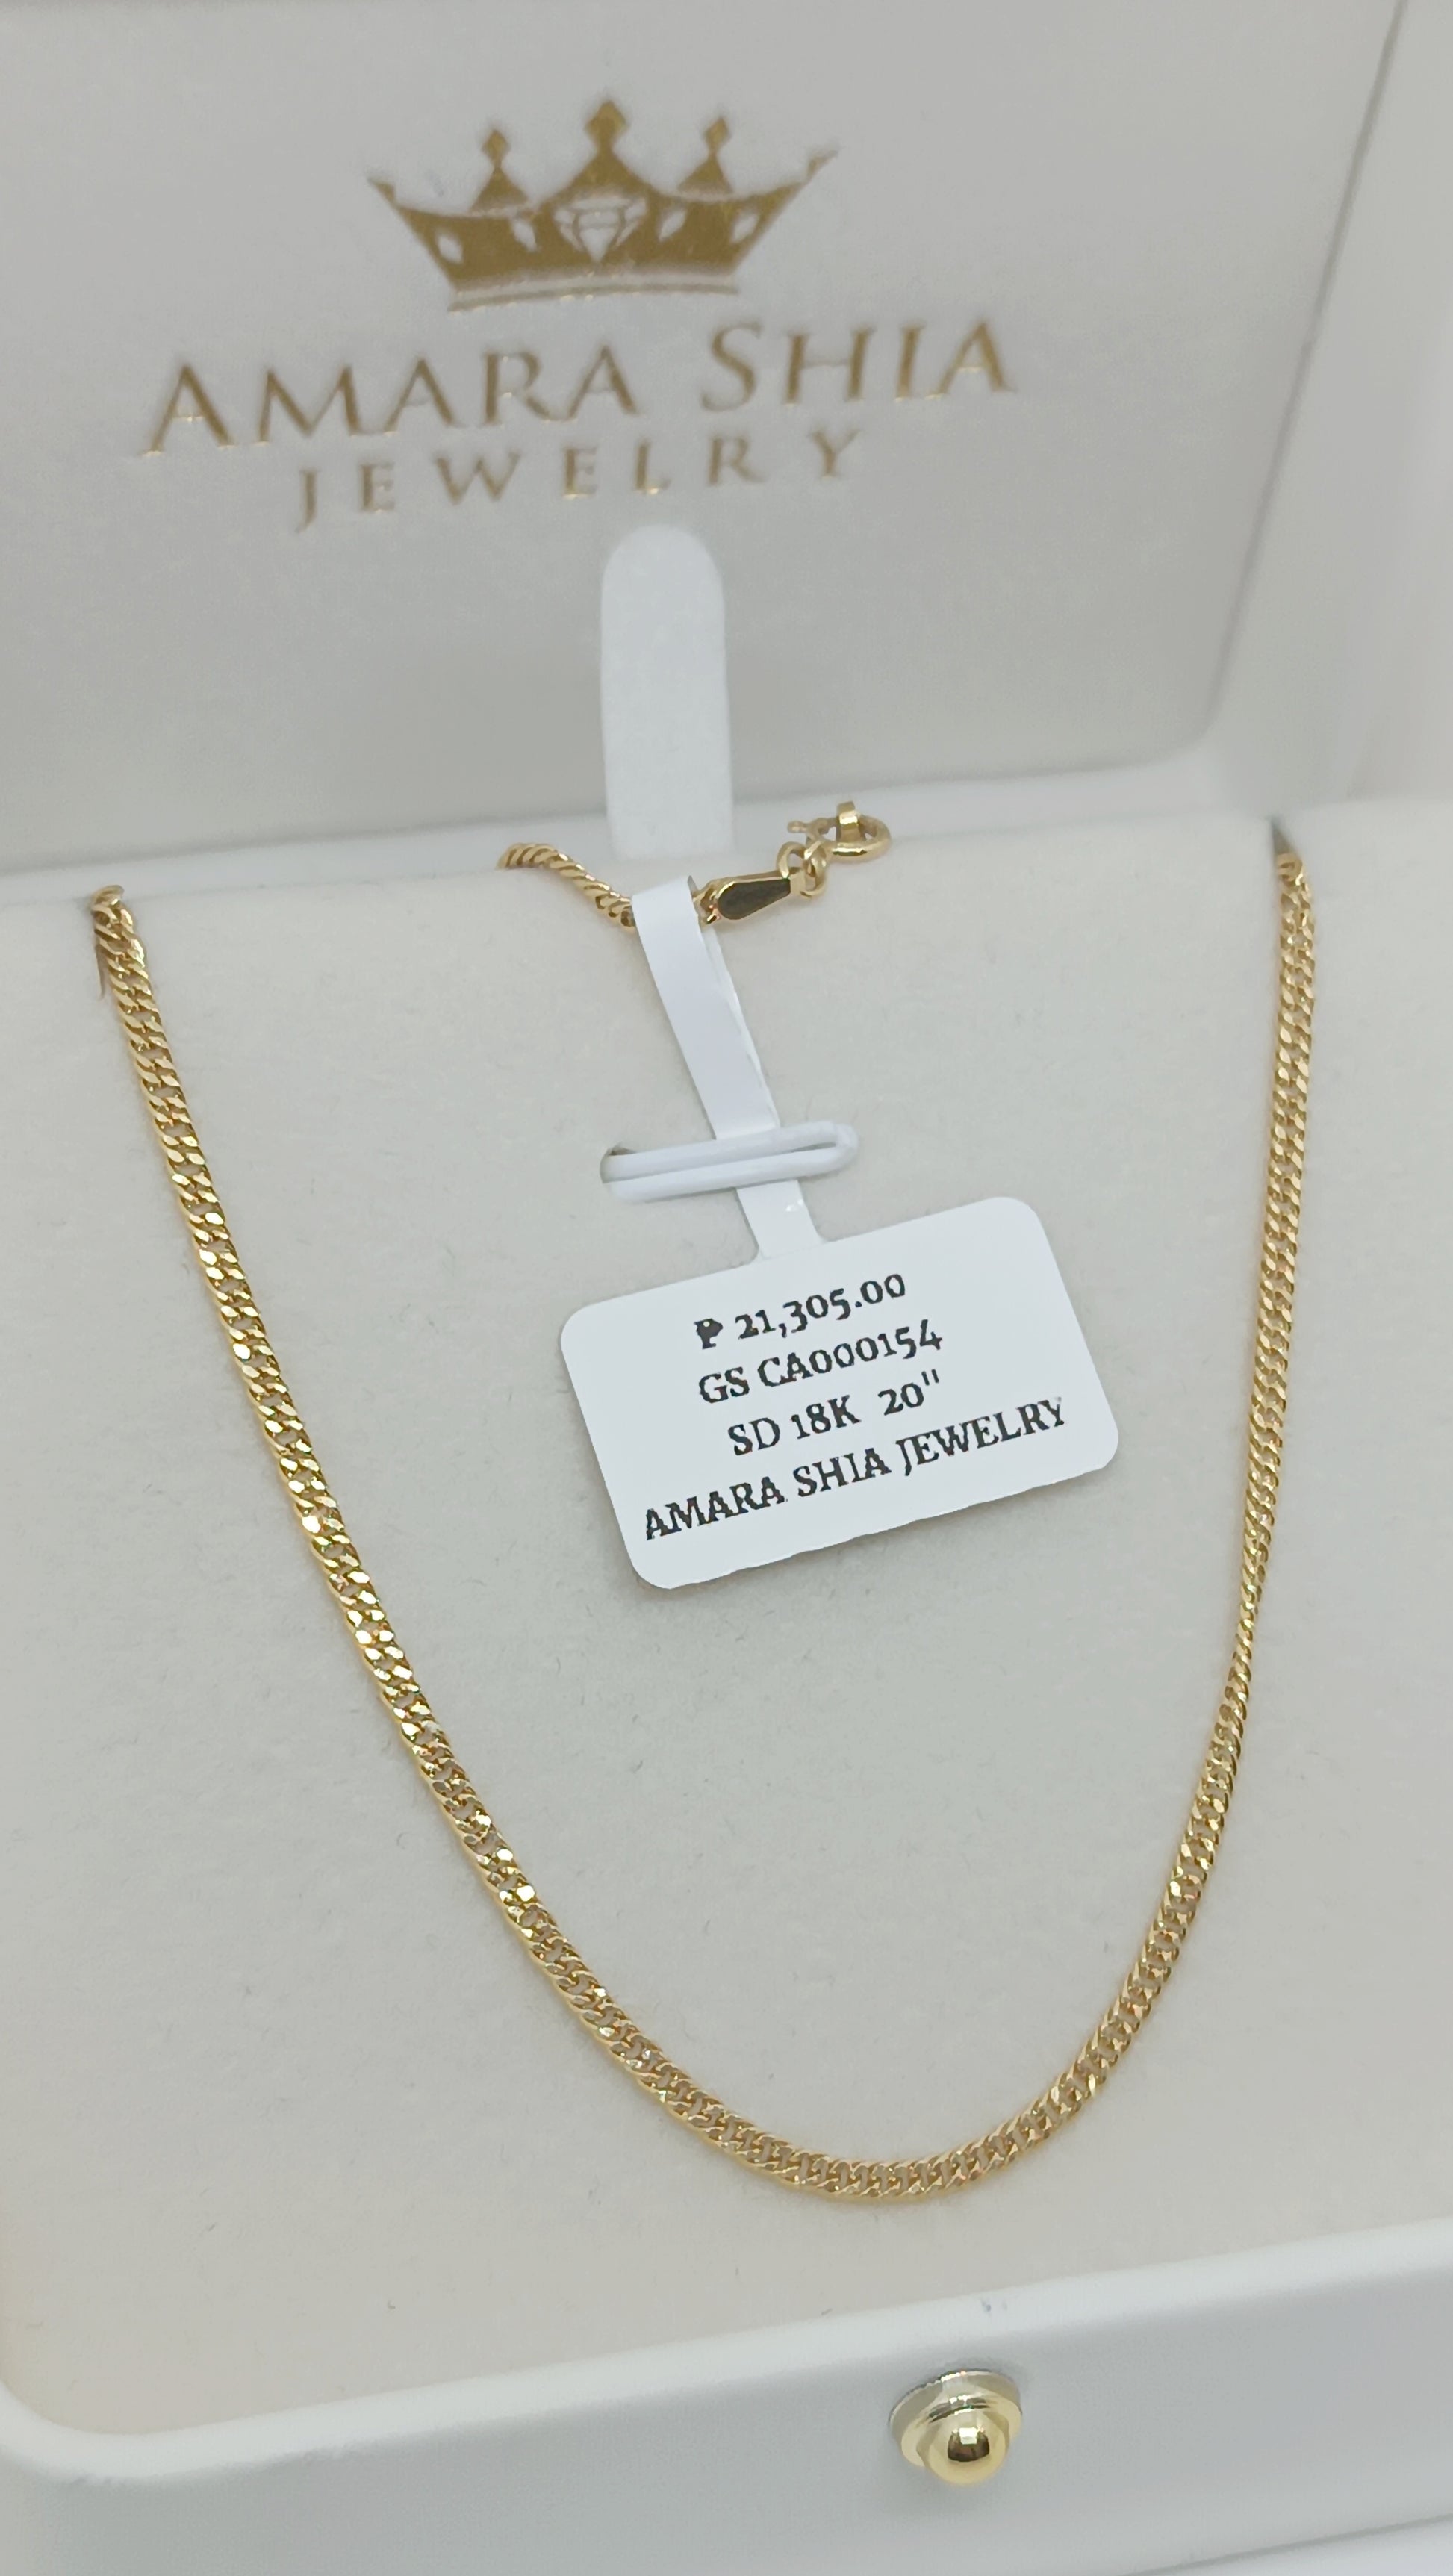 AMARA SHIA
JEWELRY
₱ 21,305.00
GS CA000154
SD 18K 20"
AMARA SHIA JEWELRY